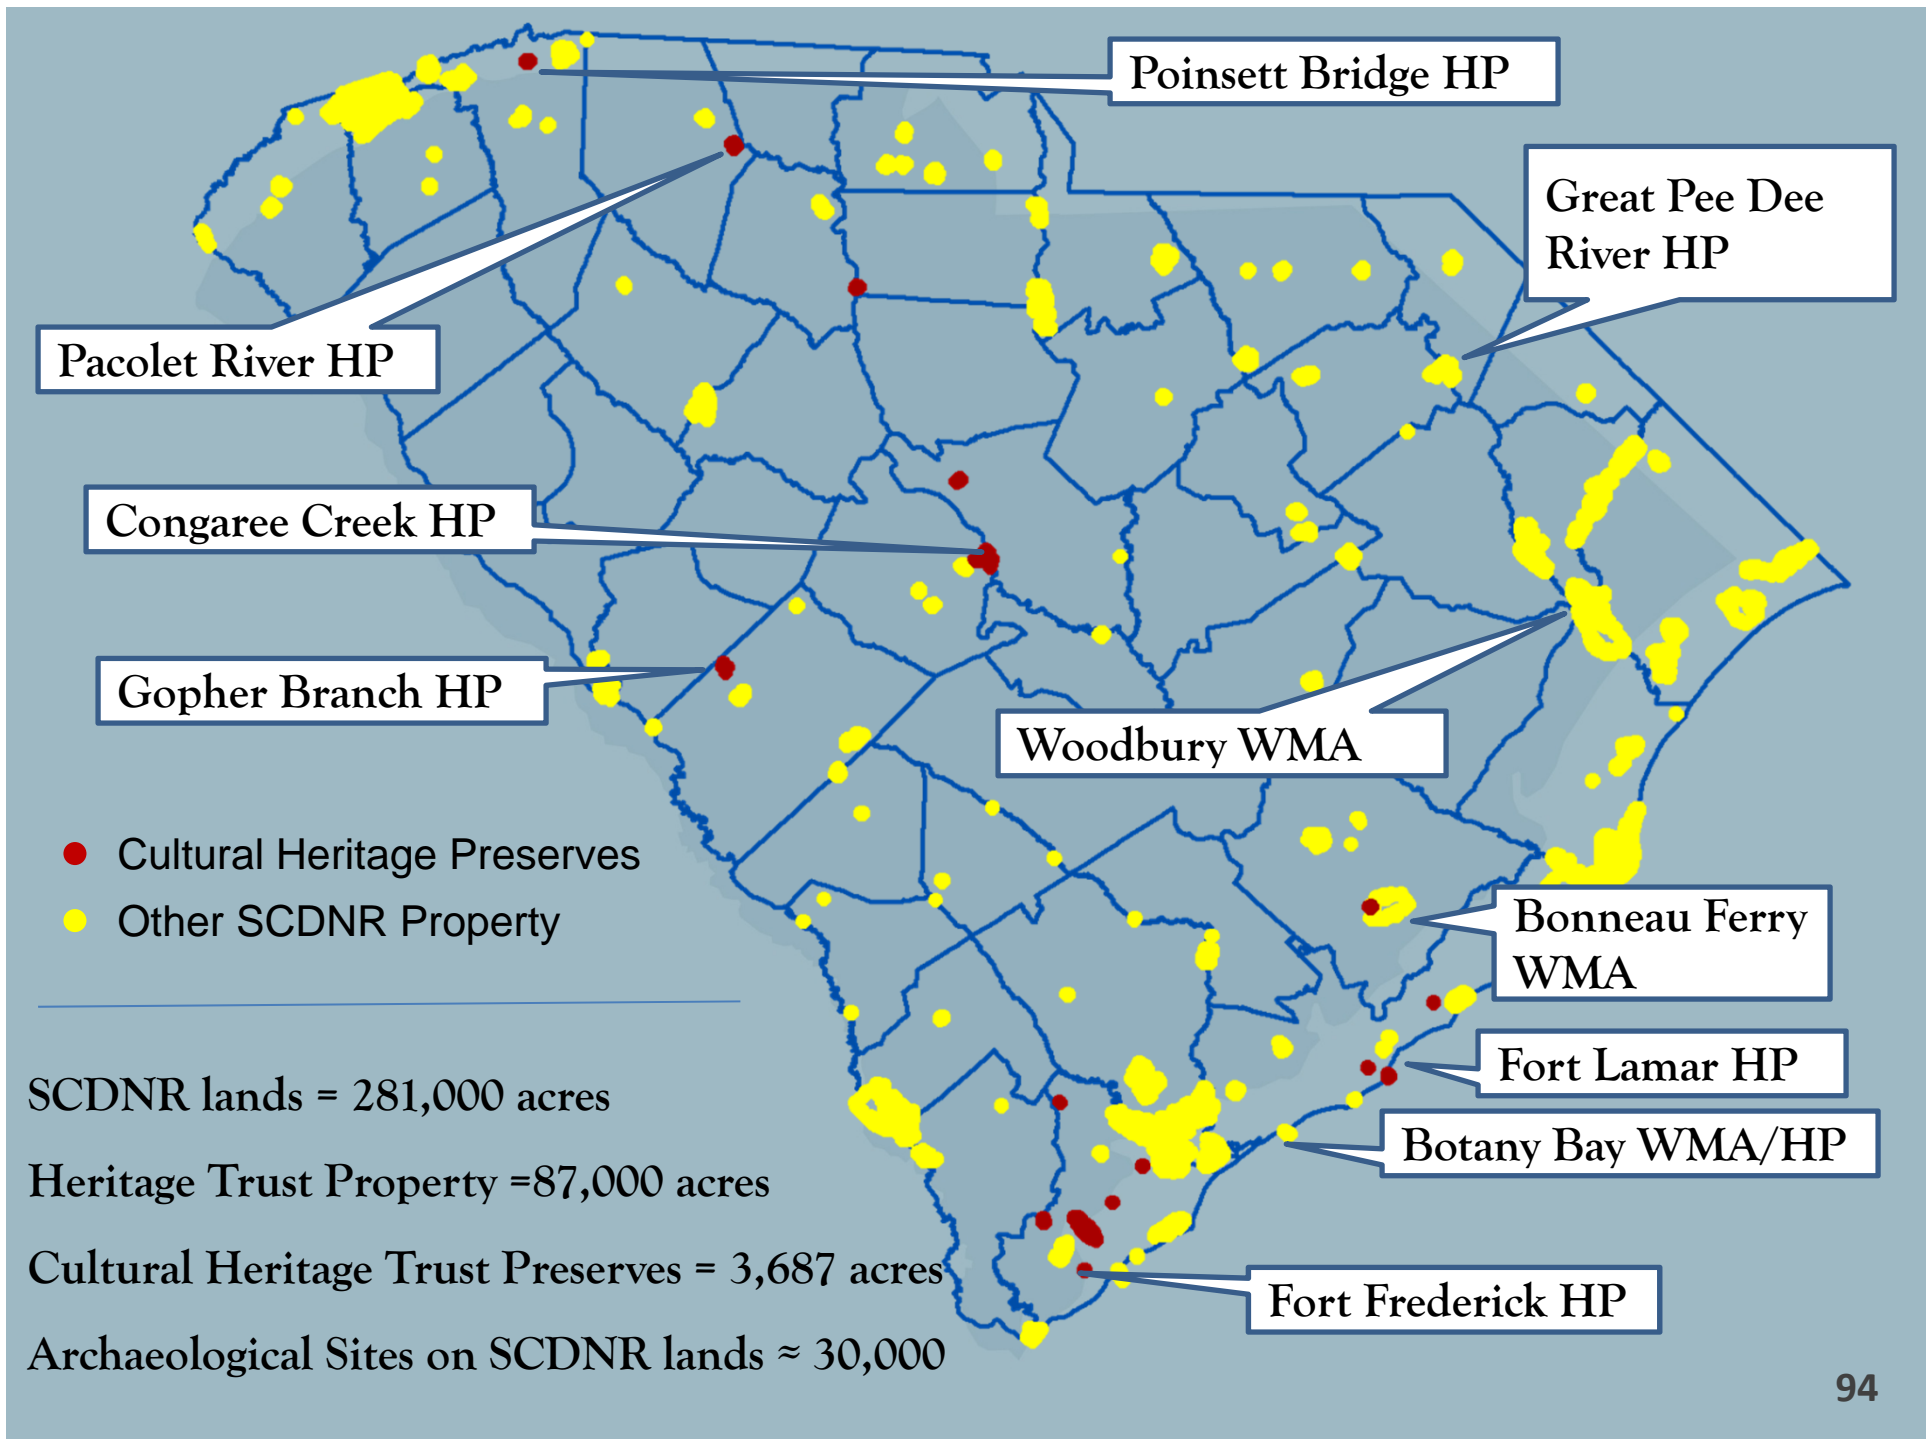 Poinsett Bridge HP
Great Pee Dee
River HP
Pacolet River HP
Congaree Creek HP
Gopher Branch HP
Woodbury WMA
● Cultural Heritage Preserves
● Other SCDNR Property
Bonneau Ferry
WMA
Fort Lamar HP
Botany Bay WMA/HP
Fort Frederick HP
SCDNR lands = 281,000 acres
Heritage Trust Property =87,000 acres
Cultural Heritage Trust Preserves = 3,687 acres
Archaeological Sites on SCDNR lands ≈ 30,000
94